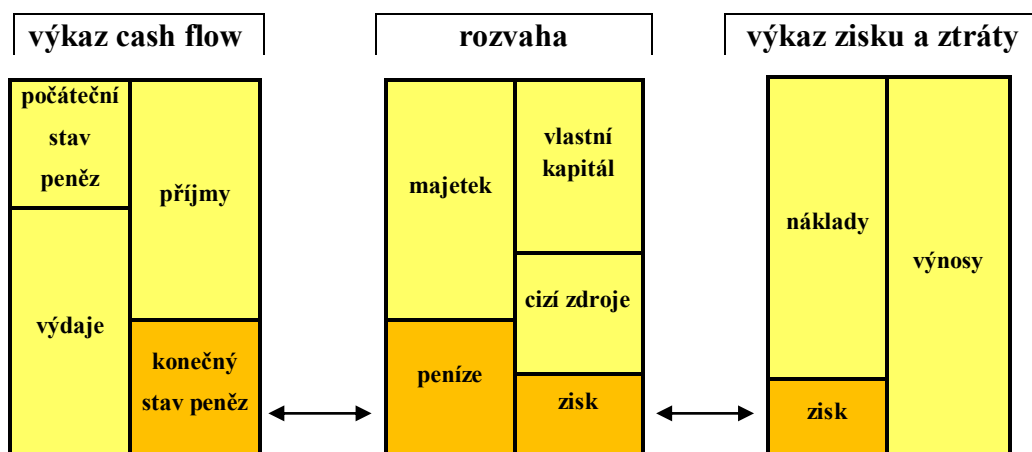 výkaz cash flow
rozvaha
výkaz zisku a ztráty
počáteční
stav
peněz
příjmy
výdaje
konečný
stav peněz
majetek
vlastní
kapitál
cizí zdroje
peníze
zisk
náklady
výnosy
zisk